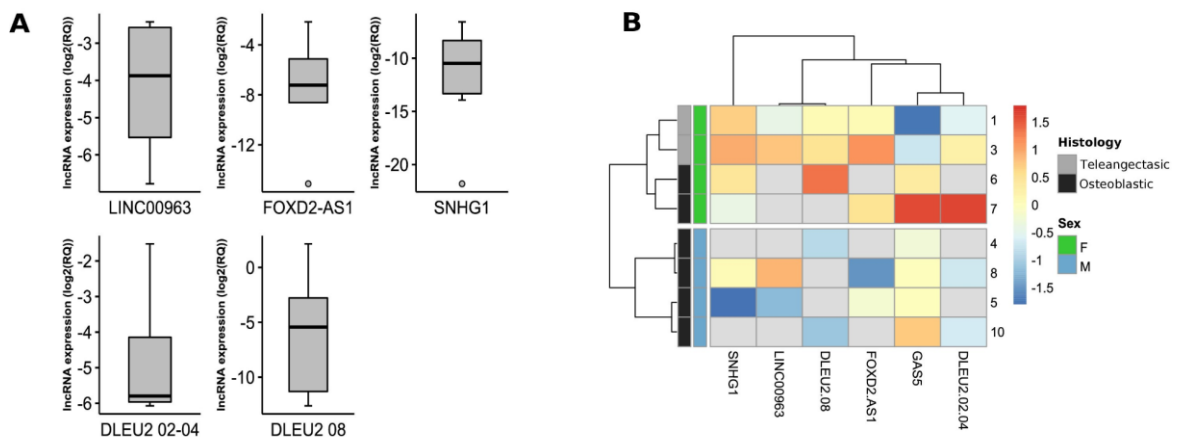 A
lncRNA expression (log2(RQ))
-3
-4
-5
-6
LINC00963
lncRNA expression (log2(RQ))
-4
-8
-12
FOXD2-AS1
lncRNA expression (log2(RQ))
-10
-15
-20
SNHG1
lncRNA expression (log2(RQ))
-2
-3
-4
-5
-6
DLEU2 02-04
lncRNA expression (log2(RQ))
0
-5
-10
DLEU2 08
B
1
3
6
7
4
8
5
10
SNHG1
LINC00963
DLEU2.08
FOXD2.AS1
GAS5
DLEU2.02.04
1.5
1
0.5
0
-0.5
-1
-1.5
Histology
Teleangectasic
Osteoblastic
Sex
F
M